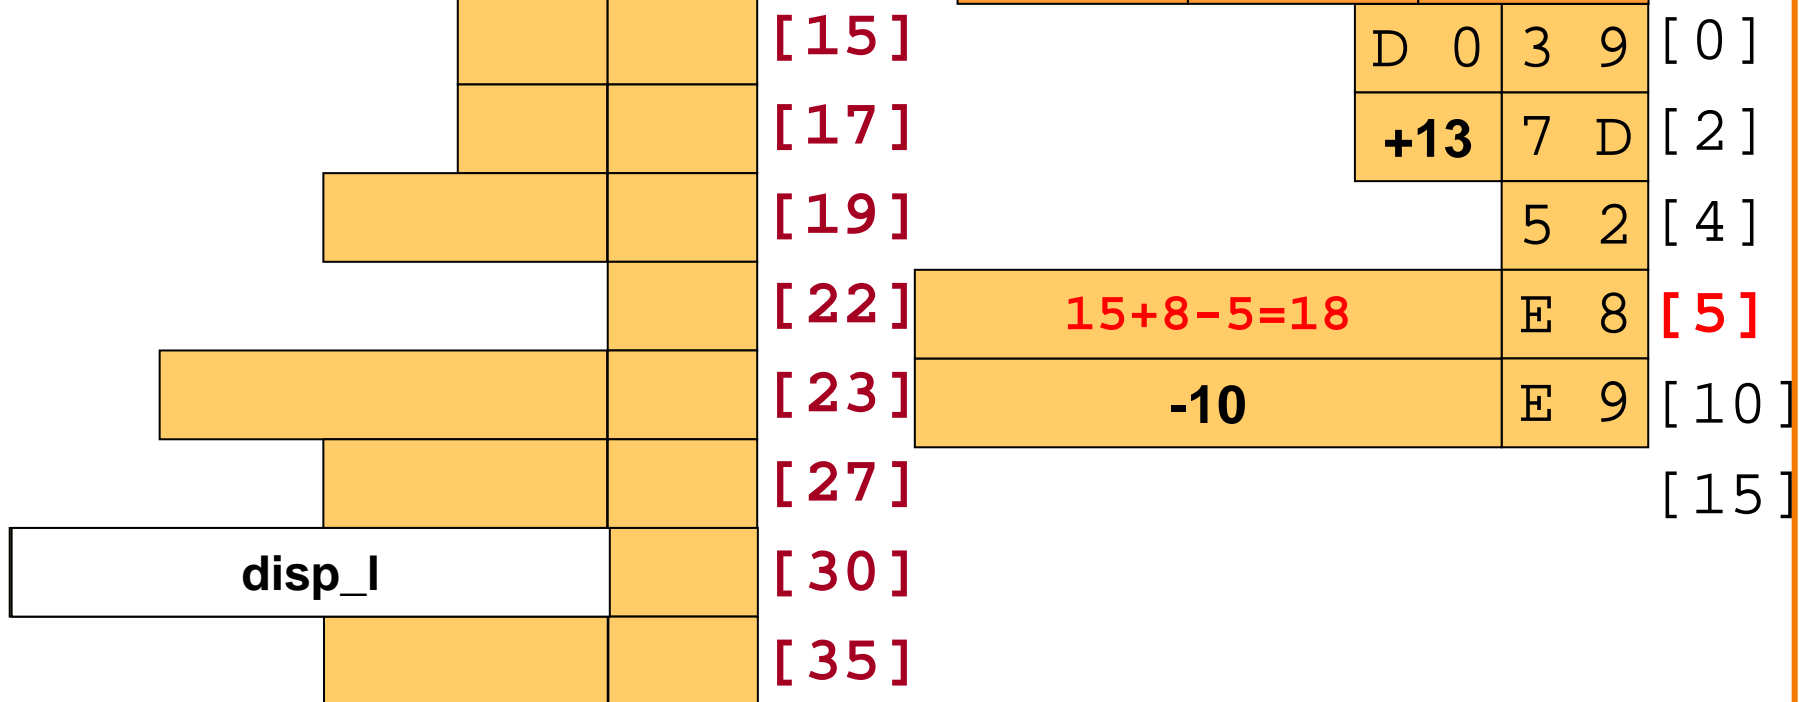 [15]
[17]
[19]
[22]
[23]
[27]
disp_l [30]
[35]
D 0 3 9 [0]
+13 7 D [2]
5 2 [4]
15+8-5=18 E 8 [5]
-10 E 9 [10]
[15]